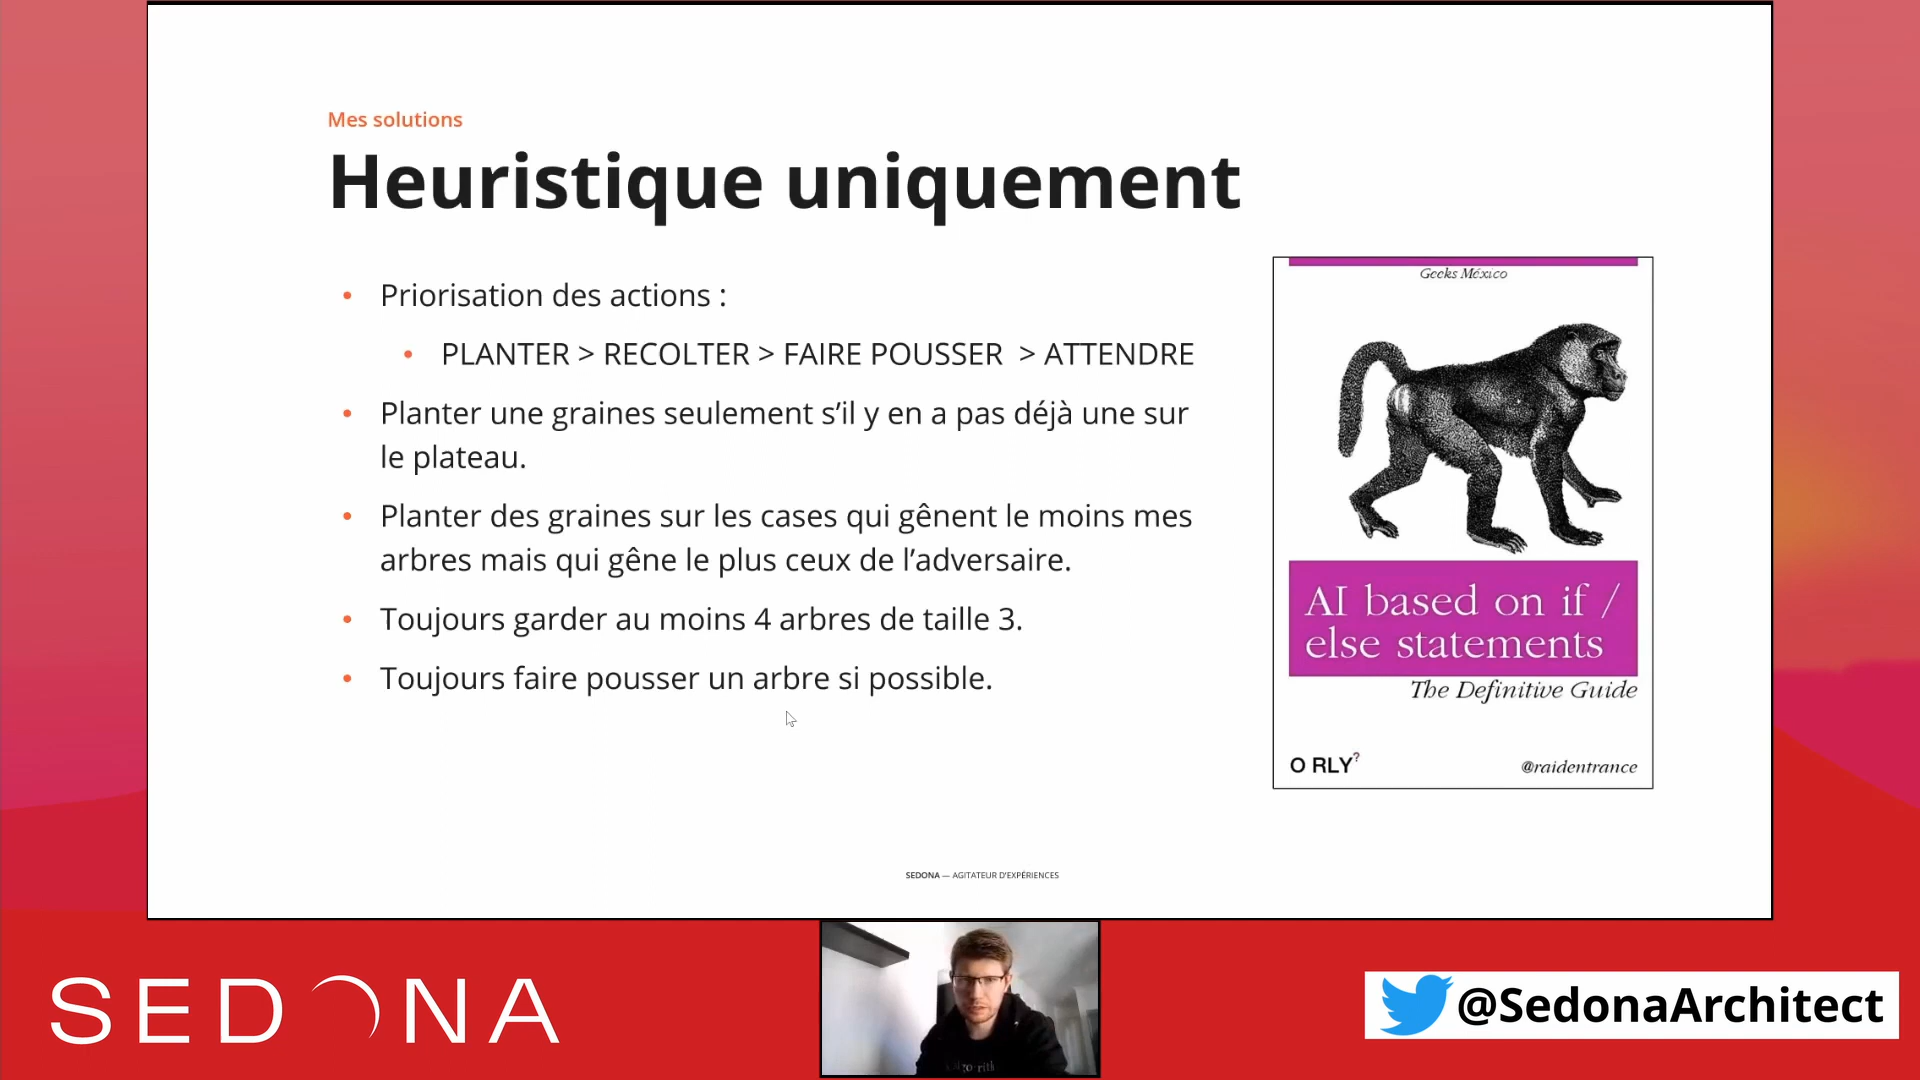 Mes solutions
Heuristique uniquement
• Priorisation des actions :
• PLANTER > RECOLTER > FAIRE POUSSER > ATTENDRE
• Planter une graines seulement s’il y en a pas déjà une sur
le plateau.
• Planter des graines sur les cases qui gênent le moins mes
arbres mais qui gêne le plus ceux de l’adversaire.
• Toujours garder au moins 4 arbres de taille 3.
• Toujours faire pousser un arbre si possible.
Geeks México
AI based on if /
else statements
The Definitive Guide
O RLY?
@raidentrance
SEDONA — AGITATEUR D'EXPÉRIENCES
SEDONA
@SedonaArchitect